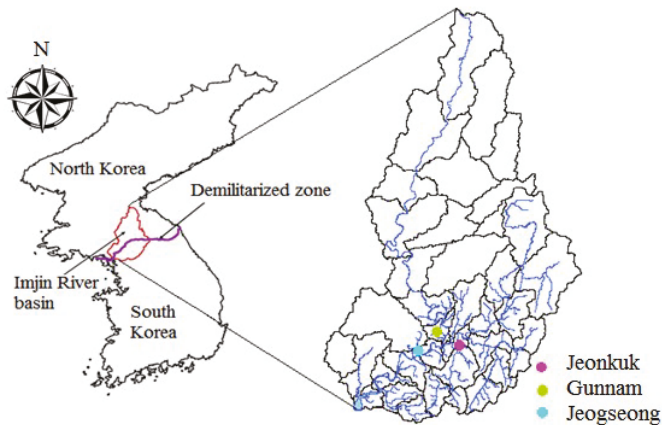 N
North Korea
Demilitarized zone
Imjin River
basin
South
Korea
Jeonkuk
Gunnam
Jeogseong